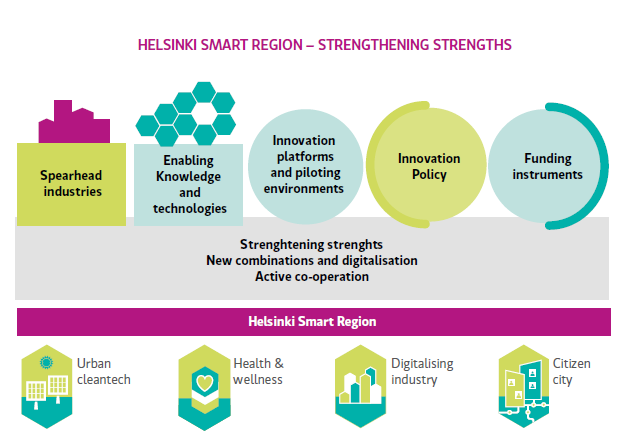 HELSINKI SMART REGION – STRENGTHENING STRENGTHS
Spearhead
industries
Enabling
Knowledge
and
technologies
Innovation
platforms
and piloting
environments
Innovation
Policy
Funding
instruments
Strenghtening strenghts
New combinations and digitalisation
Active co-operation
Helsinki Smart Region
Urban
cleantech
Health &
wellness
Digitalising
industry
Citizen
city